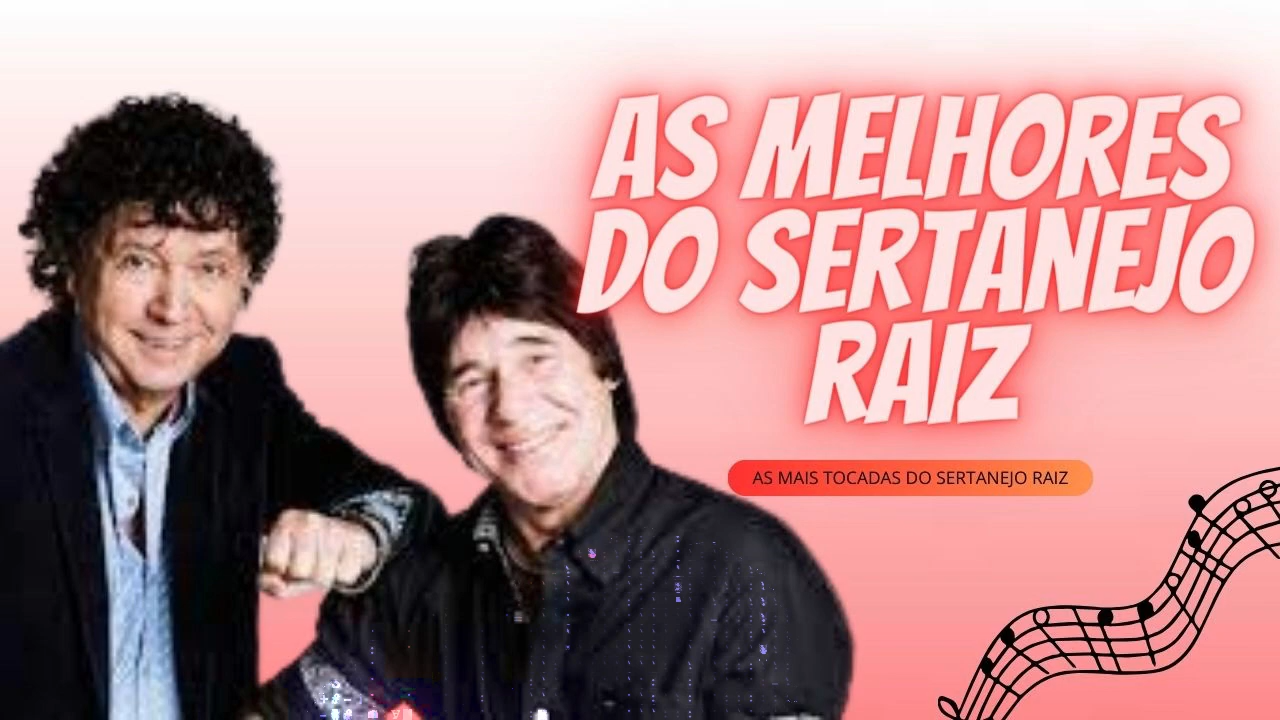 AS MELHORES
DO SERTANEJO
RAIZ
AS MAIS TOCADAS DO SERTANEJO RAIZ